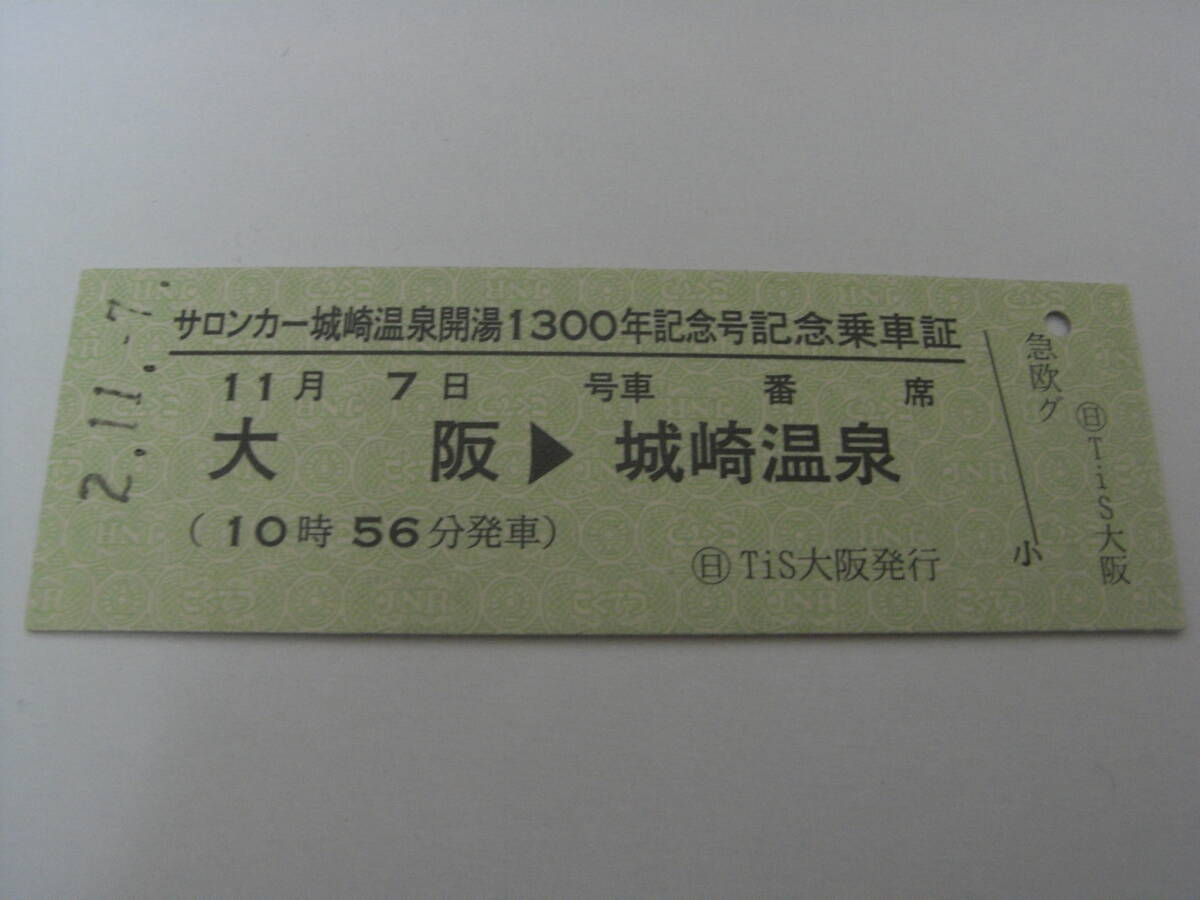 2.11.-7.
サロンカー城崎温泉開湯1300年記念号記念乗車証
11月 7日 号車 番 席
大 阪 ▶ 城崎温泉
(10時56分発車)
㊐TiS大阪発行
急欧グ
小
㊐TiS大阪